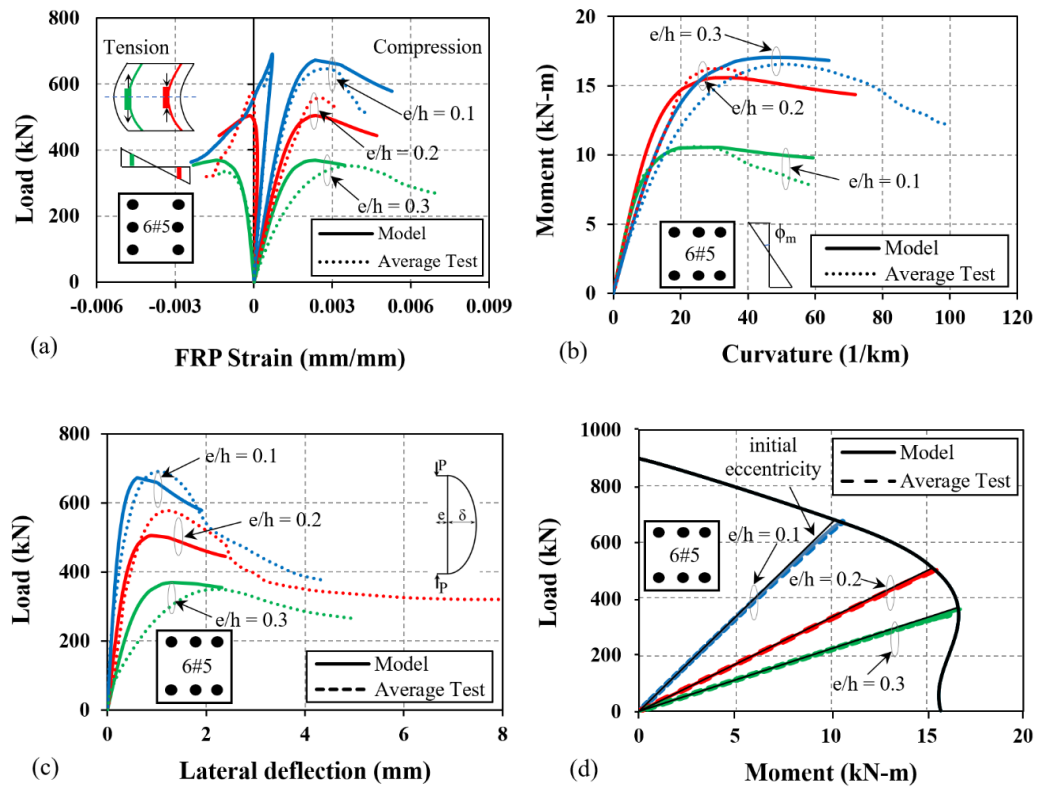 800
600
400
200
0
-0.006
-0.003
0
0.003
0.006
0.009
Load (kN)
FRP Strain (mm/mm)
Tension
Compression
e/h = 0.1
e/h = 0.2
e/h = 0.3
6#5
Model
Average Test
(a)
20
15
10
5
0
0
20
40
60
80
100
120
Moment (kN-m)
Curvature (1/km)
e/h = 0.3
e/h = 0.2
e/h = 0.1
6#5
ϕm
Model
Average Test
(b)
800
600
400
200
0
0
2
4
6
8
Load (kN)
Lateral deflection (mm)
e/h = 0.1
e/h = 0.2
e/h = 0.3
P
e
δ
P
6#5
Model
Average Test
(c)
1000
800
600
400
200
0
0
5
10
15
20
Load (kN)
Moment (kN-m)
initial
eccentricity
e/h = 0.1
e/h = 0.2
e/h = 0.3
6#5
Model
Average Test
(d)